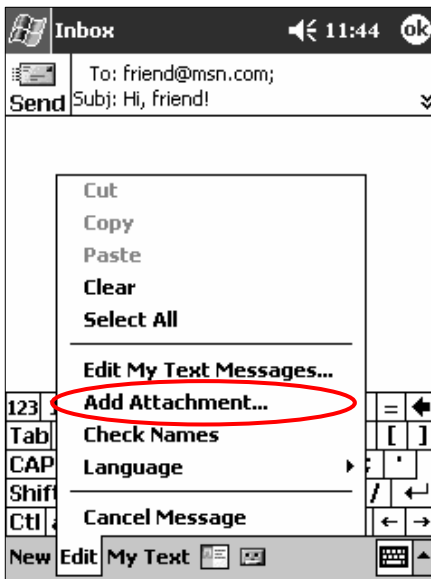 Inbox 11:44 ok
To: friend@msn.com;
Send Subj: Hi, friend!
Cut
Copy
Paste
Clear
Select All
Edit My Text Messages...
123 Add Attachment... =
Tab Check Names [ ]
CAP Language ; '
Shift /
Ctl Cancel Message
New Edit My Text